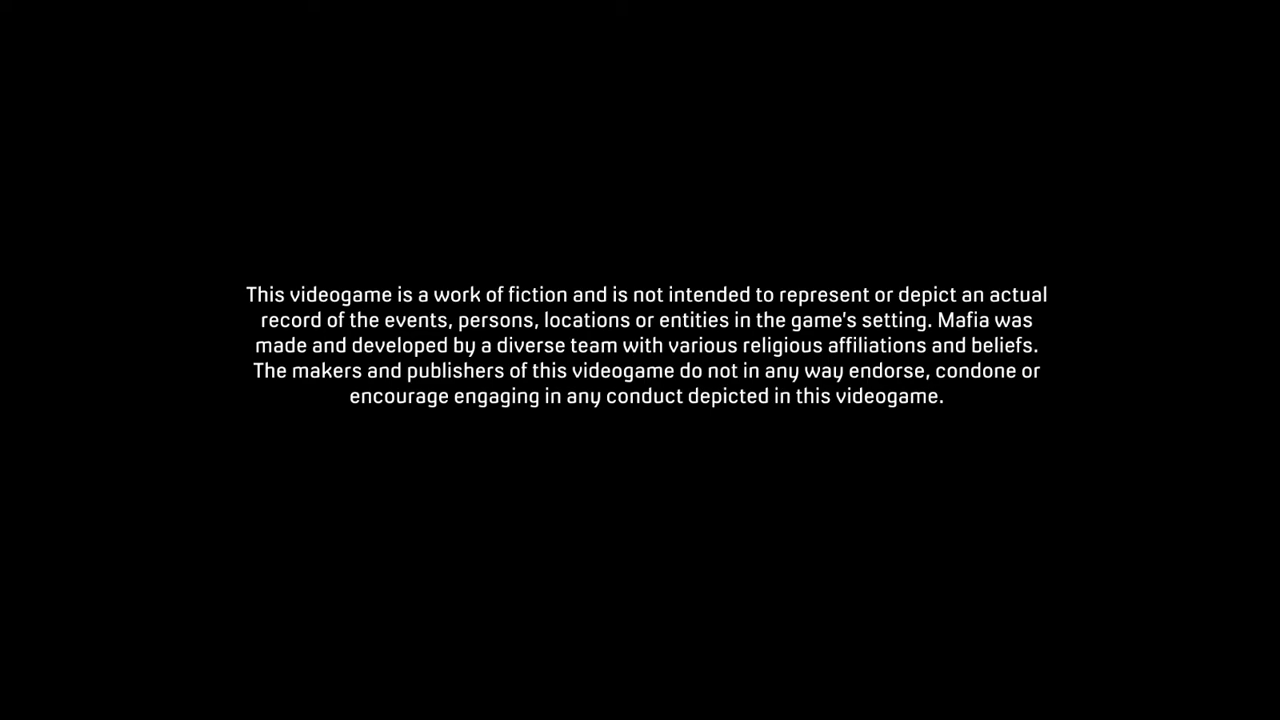 This videogame is a work of fiction and is not intended to represent or depict an actual
record of the events, persons, locations or entities in the game's setting. Mafia was
made and developed by a diverse team with various religious affiliations and beliefs.
The makers and publishers of this videogame do not in any way endorse, condone or
encourage engaging in any conduct depicted in this videogame.